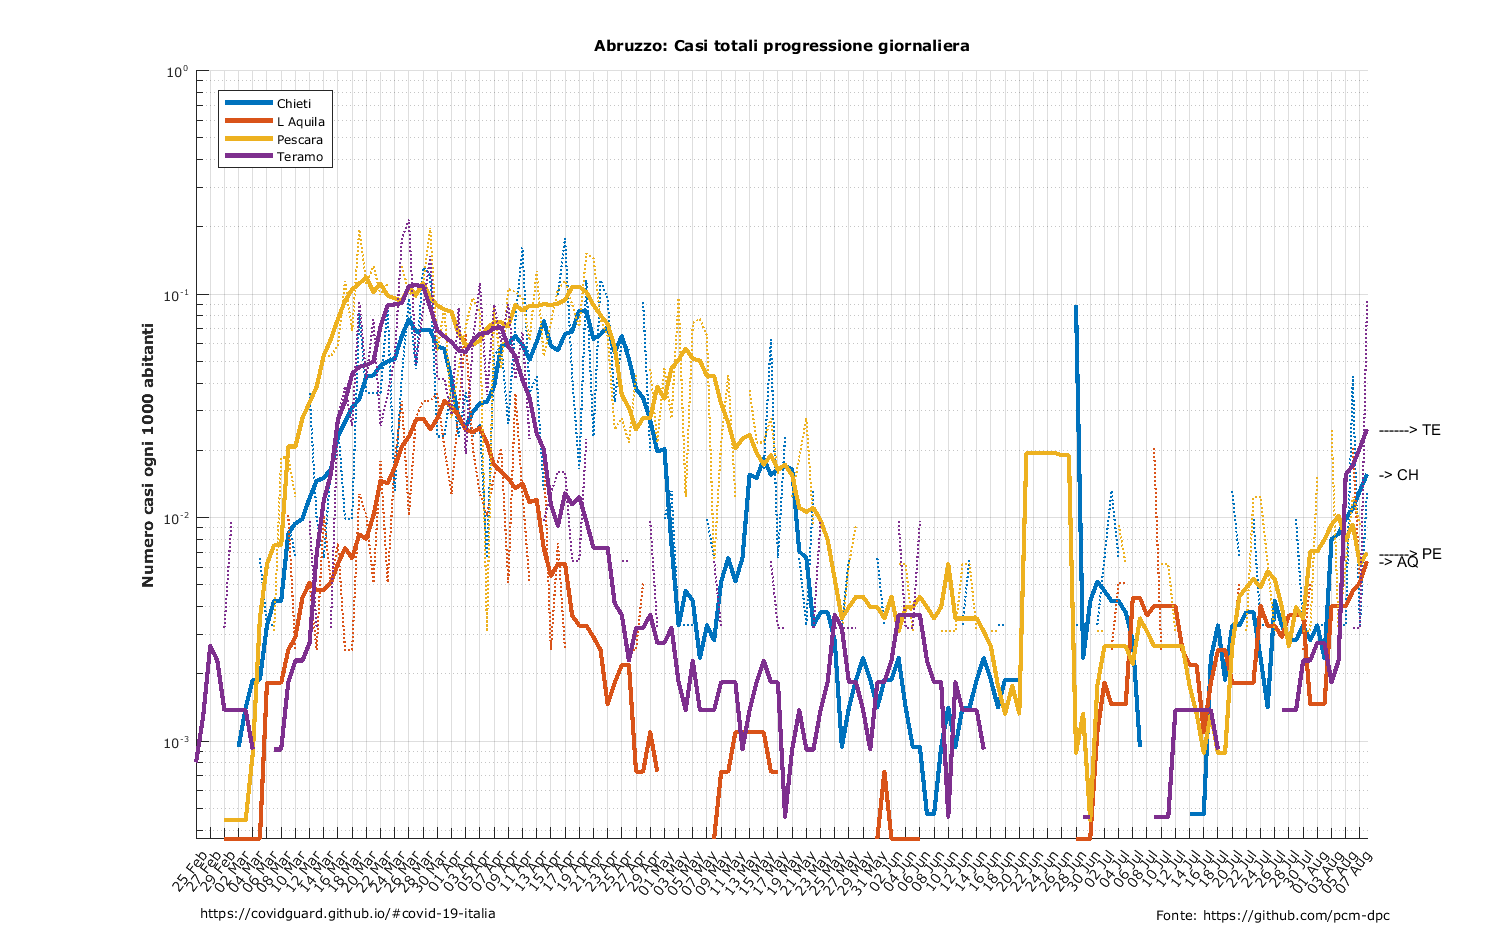 Abruzzo: Casi totali progressione giornaliera
10⁰
10⁻¹
10⁻²
10⁻³
Numero casi ogni 1000 abitanti
Chieti
L Aquila
Pescara
Teramo
------> TE
-> CH
------> PE
-> AQ
25 Feb
27 Feb
29 Feb
02 Mar
04 Mar
06 Mar
08 Mar
10 Mar
12 Mar
14 Mar
16 Mar
18 Mar
20 Mar
22 Mar
24 Mar
26 Mar
28 Mar
30 Mar
01 Apr
03 Apr
05 Apr
07 Apr
09 Apr
11 Apr
13 Apr
15 Apr
17 Apr
19 Apr
21 Apr
23 Apr
25 Apr
27 Apr
29 Apr
01 May
03 May
05 May
07 May
09 May
11 May
13 May
15 May
17 May
19 May
21 May
23 May
25 May
27 May
29 May
31 May
02 Jun
04 Jun
06 Jun
08 Jun
10 Jun
12 Jun
14 Jun
16 Jun
18 Jun
20 Jun
22 Jun
24 Jun
26 Jun
28 Jun
30 Jun
02 Jul
04 Jul
06 Jul
08 Jul
10 Jul
12 Jul
14 Jul
16 Jul
18 Jul
20 Jul
22 Jul
24 Jul
26 Jul
28 Jul
30 Jul
01 Aug
03 Aug
05 Aug
07 Aug
https://covidguard.github.io/#covid-19-italia
Fonte: https://github.com/pcm-dpc